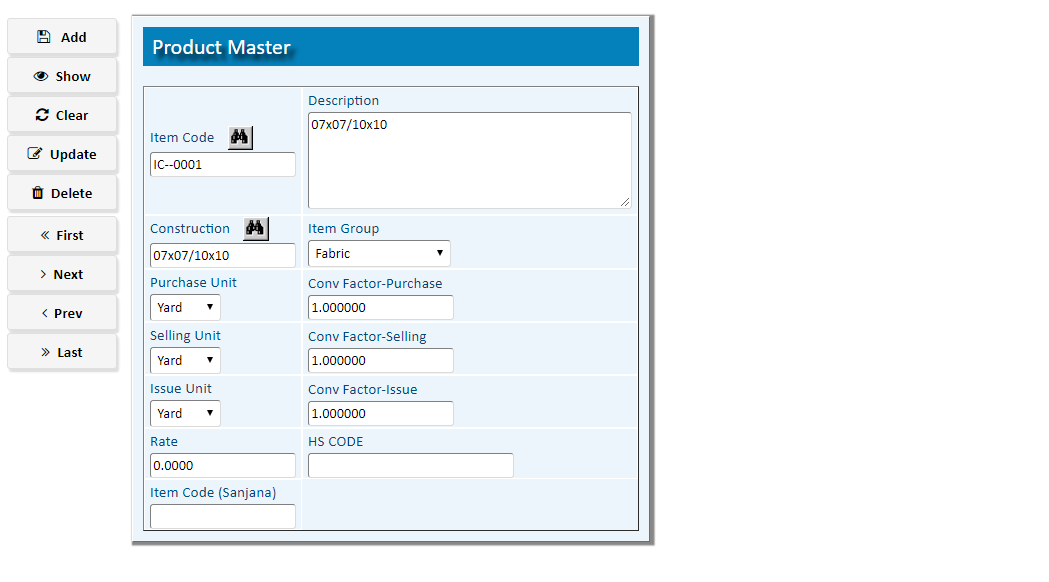 Add
Show
Clear
Update
Delete
« First
> Next
< Prev
» Last
Product Master
Item Code
IC--0001
Description
07x07/10x10
Construction
07x07/10x10
Item Group
Fabric
Purchase Unit
Yard
Conv Factor-Purchase
1.000000
Selling Unit
Yard
Conv Factor-Selling
1.000000
Issue Unit
Yard
Conv Factor-Issue
1.000000
Rate
0.0000
HS CODE
Item Code (Sanjana)